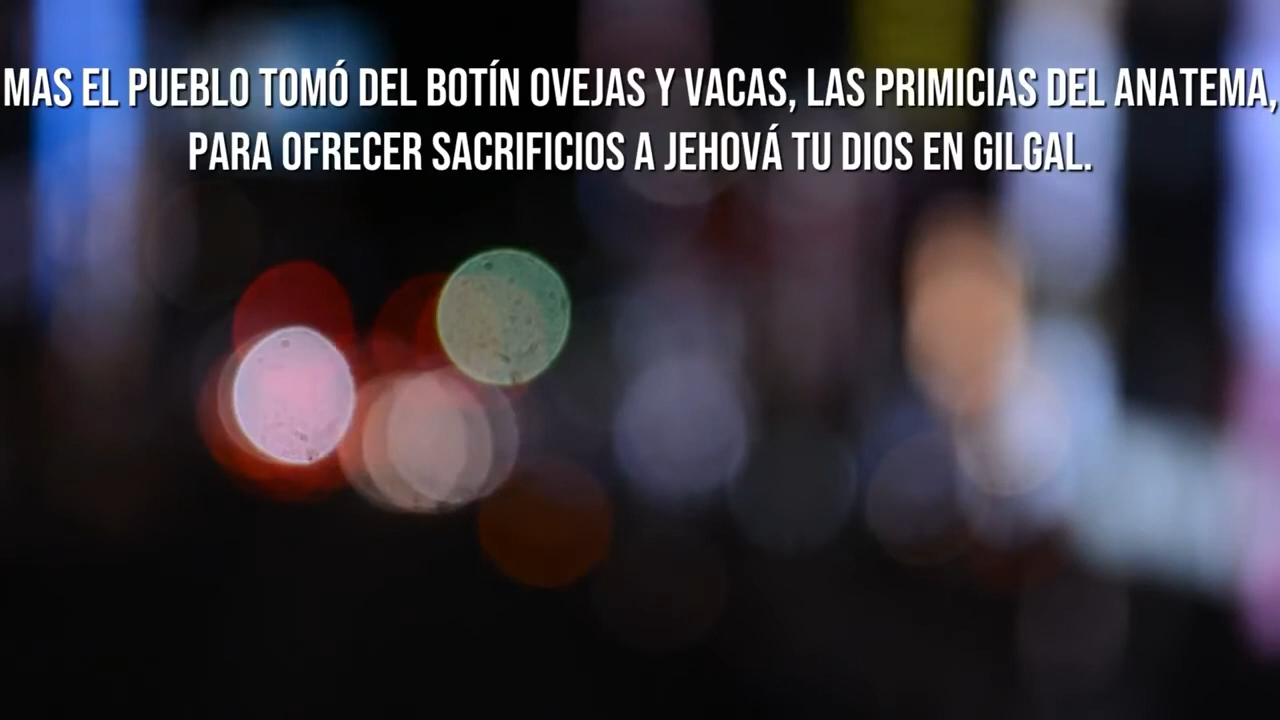 MAS EL PUEBLO TOMÓ DEL BOTÍN OVEJAS Y VACAS, LAS PRIMICIAS DEL ANATEMA,
PARA OFRECER SACRIFICIOS A JEHOVÁ TU DIOS EN GILGAL.